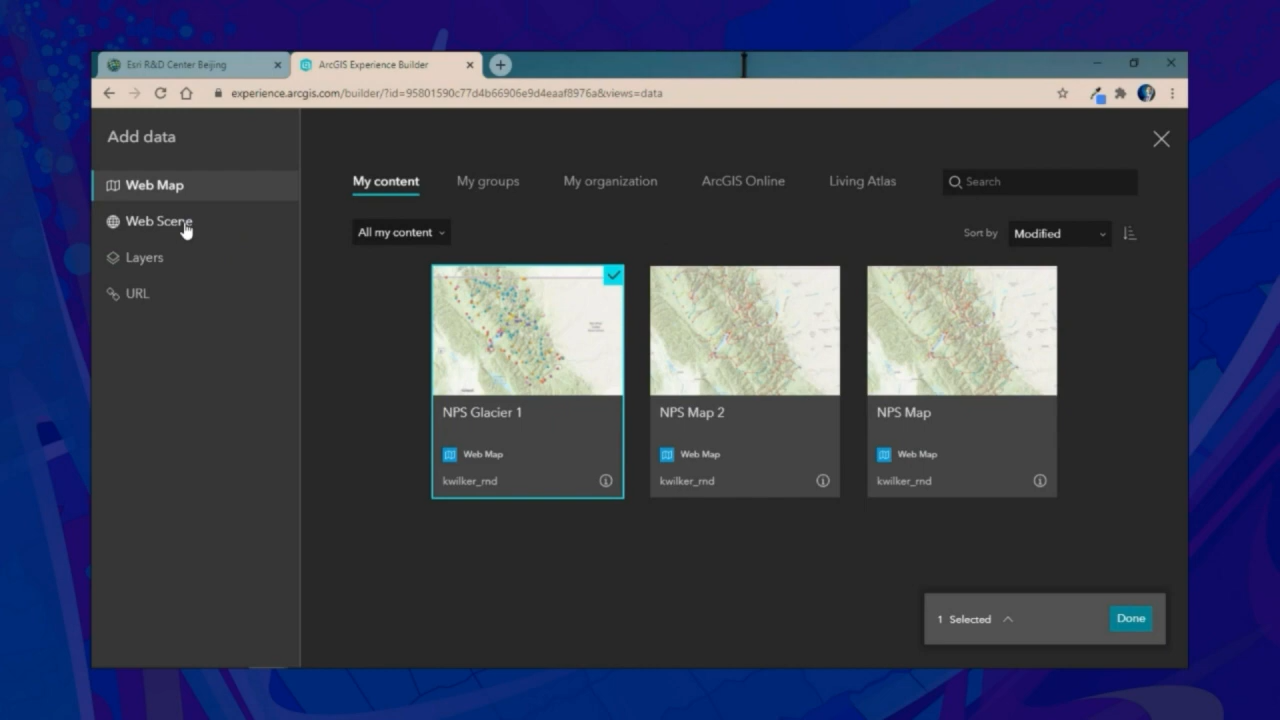 Esri R&D Center Beijing
ArcGIS Experience Builder
experience.arcgis.com/builder/?id=95801590c77d4b66906e9d4eaaf8976a&views=data
Add data
Web Map
Web Scene
Layers
URL
My content
My groups
My organization
ArcGIS Online
Living Atlas
Search
All my content
Sort by
Modified
NPS Glacier 1
Web Map
kwilker_rnd
NPS Map 2
Web Map
kwilker_rnd
NPS Map
Web Map
kwilker_rnd
1 Selected
Done